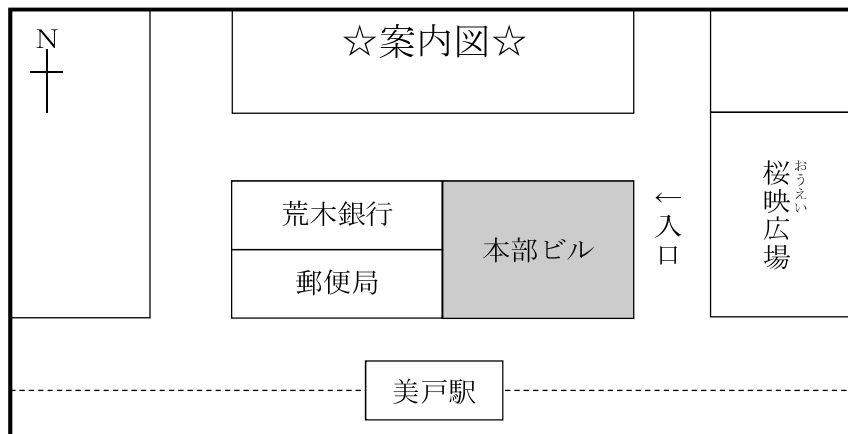 N
☆案内図☆
荒木銀行
郵便局
本部ビル
←入口
桜映広場
おうえい
美戸駅